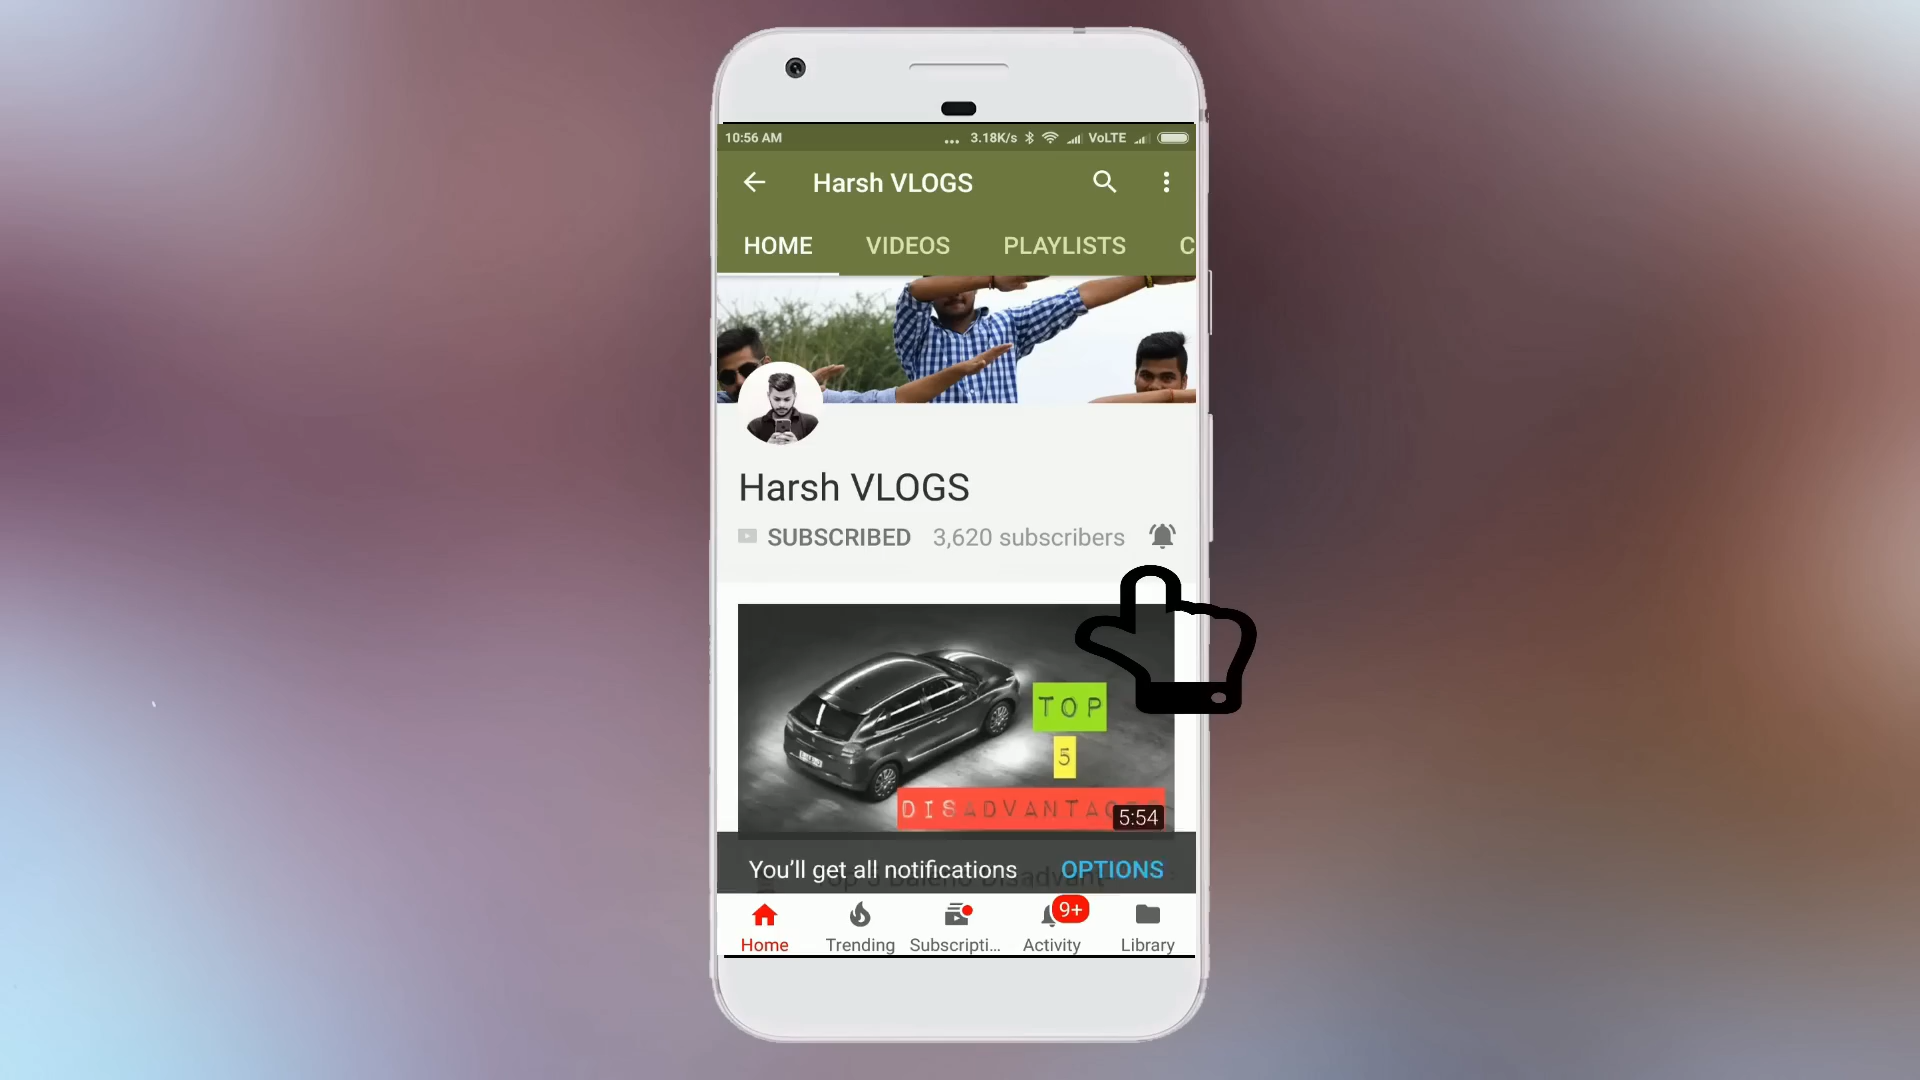 10:56 AM ... 3.18K/s VoLTE
Harsh VLOGS
HOME VIDEOS PLAYLISTS C
Harsh VLOGS
SUBSCRIBED 3,620 subscribers
TOP
5
DISADVANTAG
5:54
You'll get all notifications OPTIONS
9+
Home Trending Subscripti... Activity Library